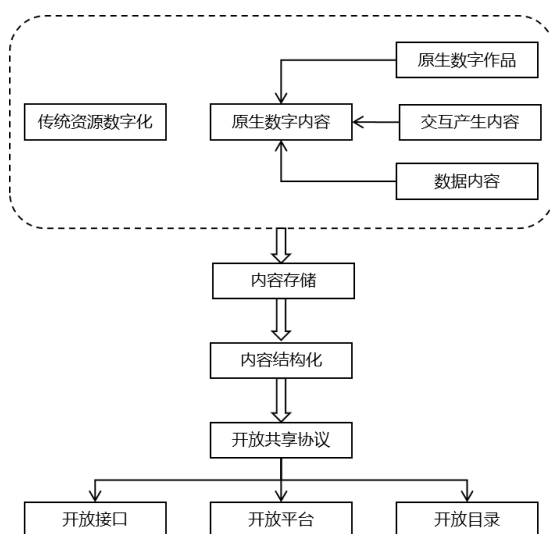 原生数字作品
传统资源数字化
原生数字内容
交互产生内容
数据内容
内容存储
内容结构化
开放共享协议
开放接口
开放平台
开放目录